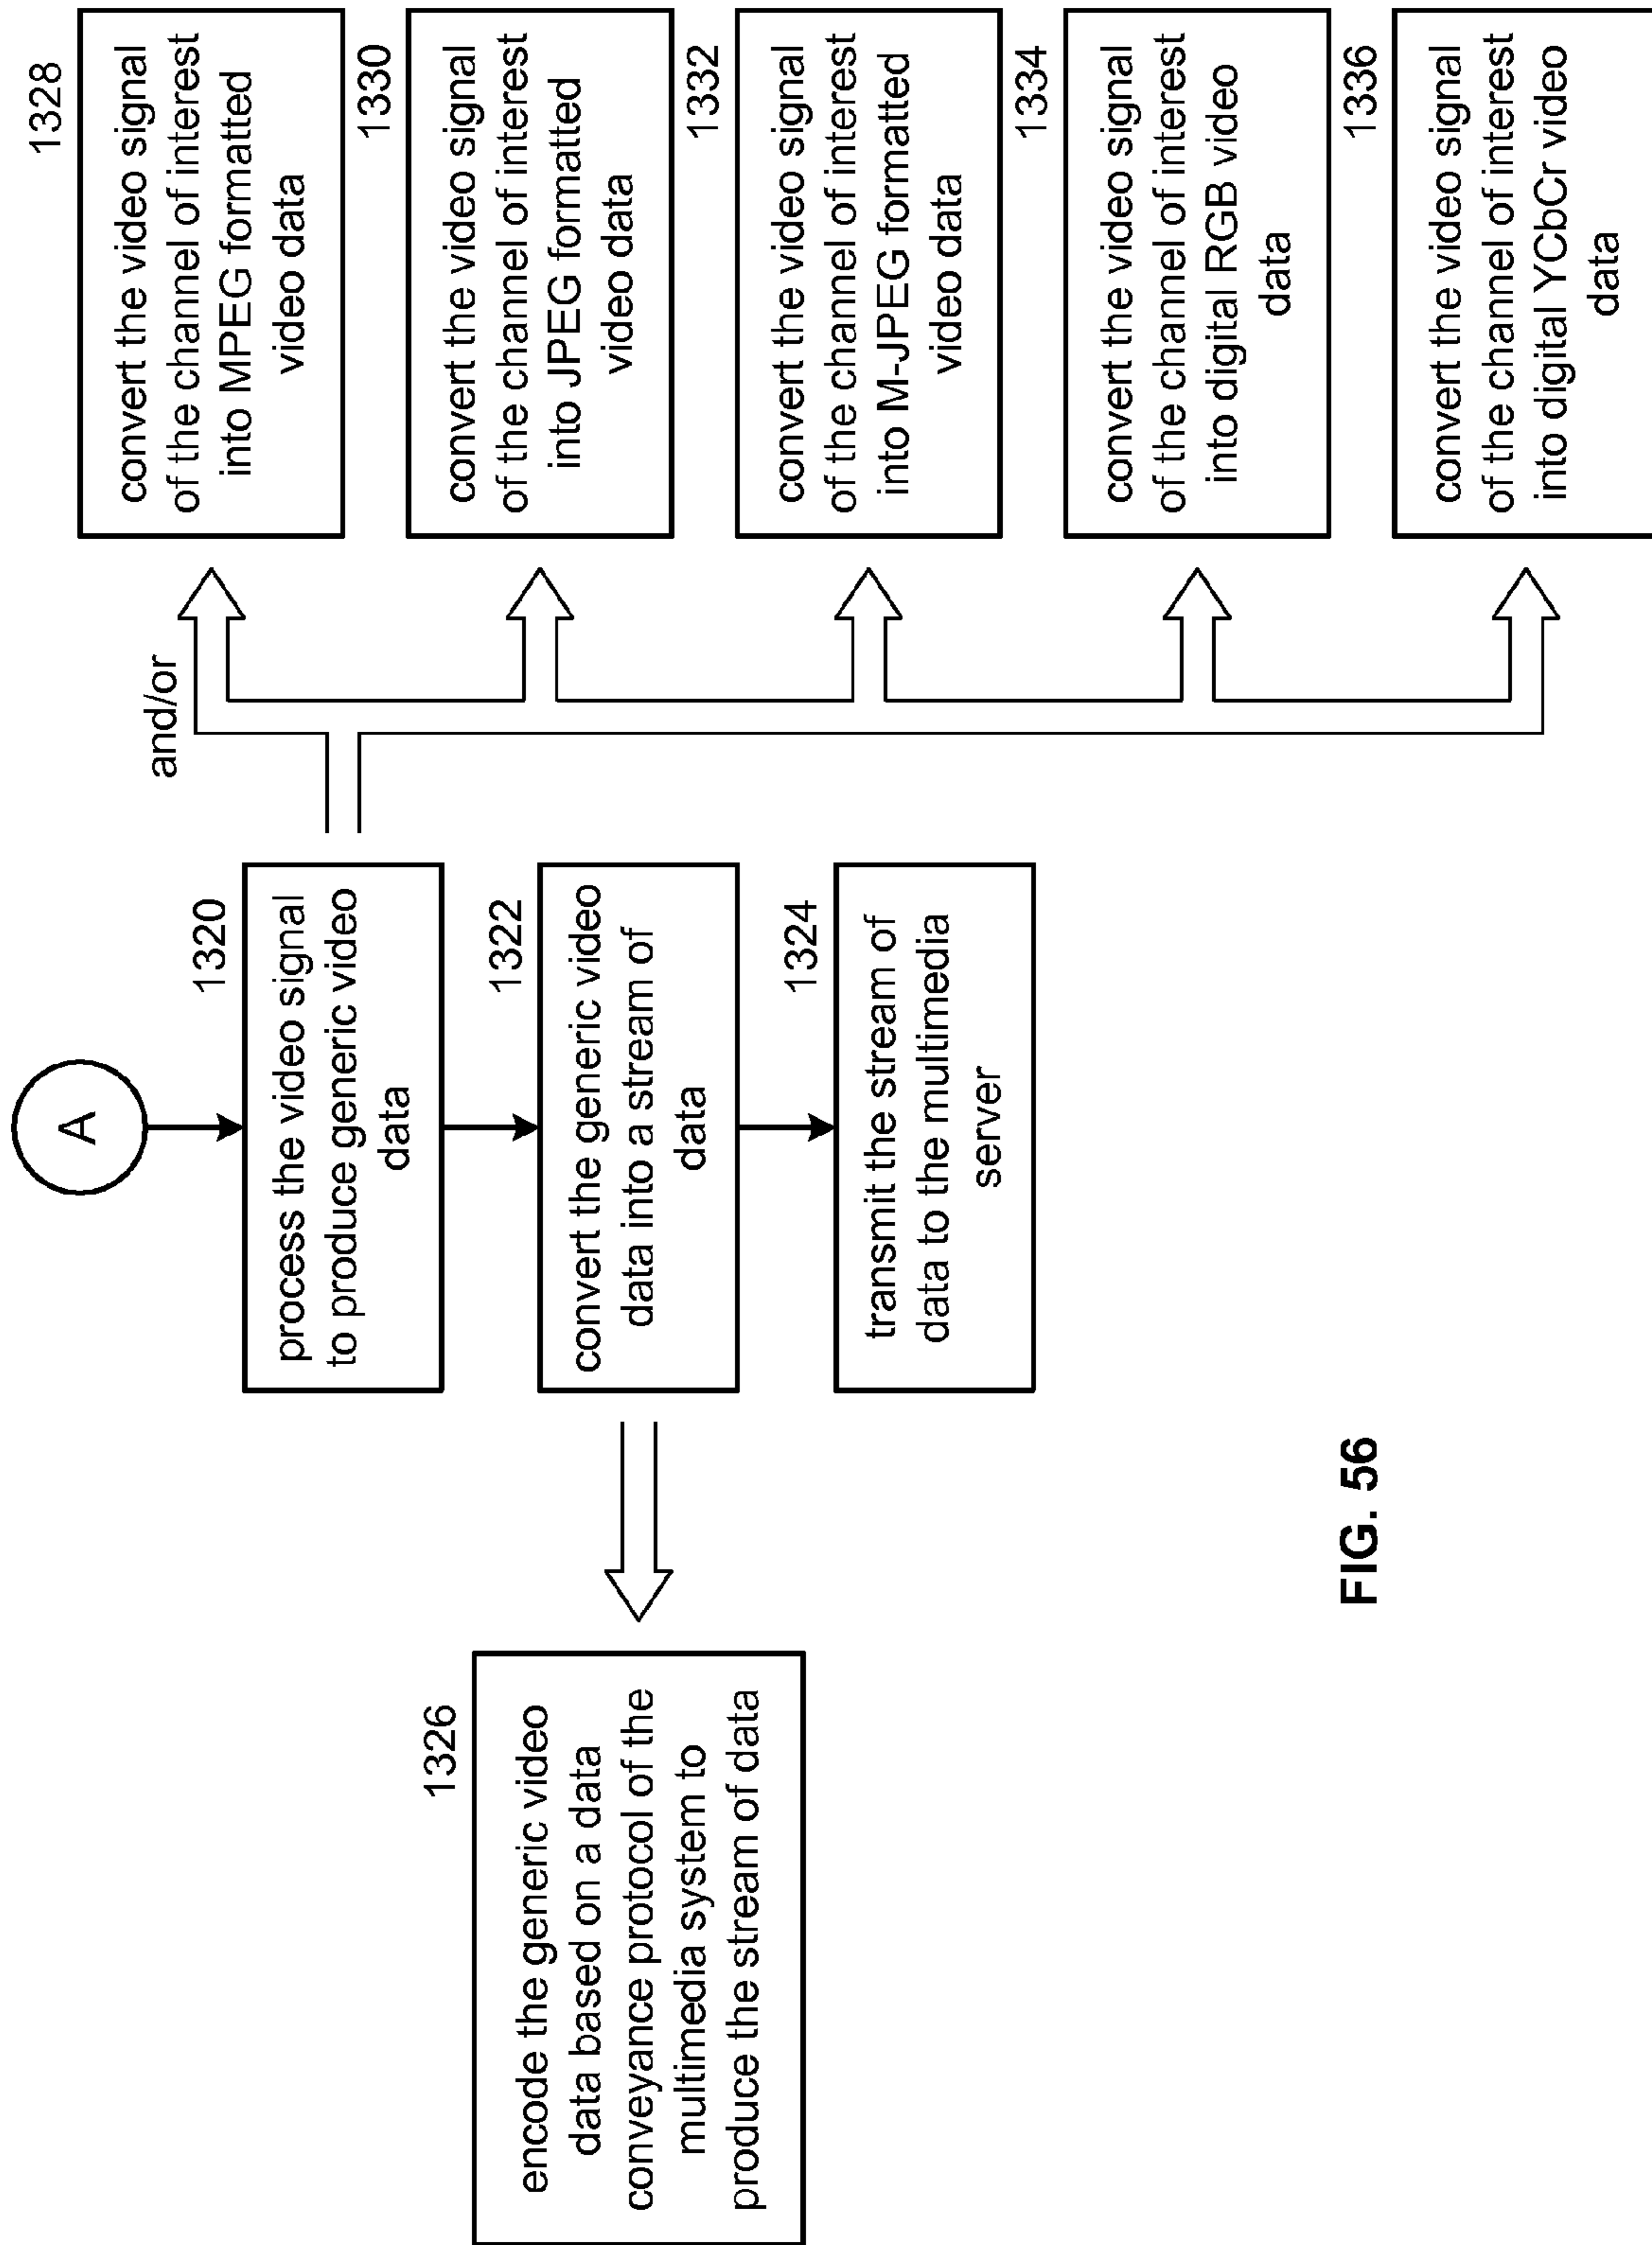 A
1320
process the video signal
to produce generic video
data
1322
convert the generic video
data into a stream of
data
1324
transmit the stream of
data to the multimedia
server
1326
encode the generic video
data based on a data
conveyance protocol of the
multimedia system to
produce the stream of data
and/or
1328
convert the video signal
of the channel of interest
into MPEG formatted
video data
1330
convert the video signal
of the channel of interest
into JPEG formatted
video data
1332
convert the video signal
of the channel of interest
into M-JPEG formatted
video data
1334
convert the video signal
of the channel of interest
into digital RGB video
data
1336
convert the video signal
of the channel of interest
into digital YCbCr video
data
FIG. 56